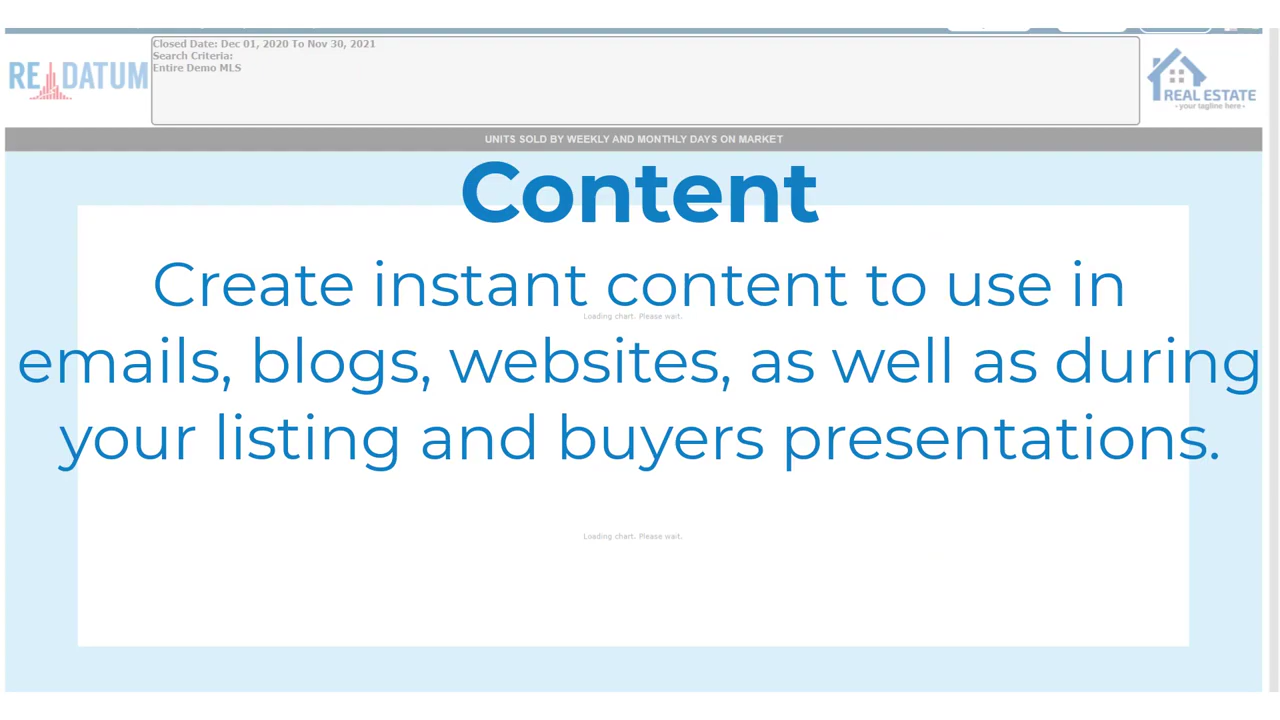 Closed Date: Dec 01, 2020 To Nov 30, 2021
Search Criteria:
Entire Demo MLS
RE DATUM
REAL ESTATE
- your tagline here -
UNITS SOLD BY WEEKLY AND MONTHLY DAYS ON MARKET
Content
Create instant content to use in
Loading chart. Please wait.
emails, blogs, websites, as well as during
your listing and buyers presentations.
Loading chart. Please wait.